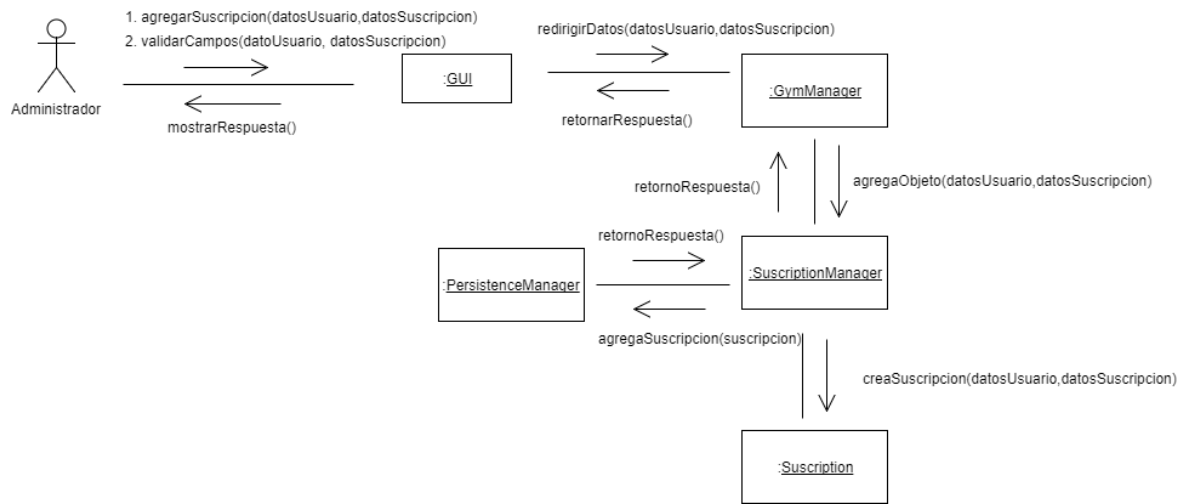 1. agregarSuscripcion(datosUsuario,datosSuscripcion)
2. validarCampos(datoUsuario, datosSuscripcion)
redirigirDatos(datosUsuario,datosSuscripcion)
:GUI
:GymManager
Administrador
mostrarRespuesta()
retornarRespuesta()
retornoRespuesta()
agregaObjeto(datosUsuario,datosSuscripcion)
retornoRespuesta()
:PersistenceManager
:SuscriptionManager
agregaSuscripcion(suscripcion)
creaSuscripcion(datosUsuario,datosSuscripcion)
:Suscription